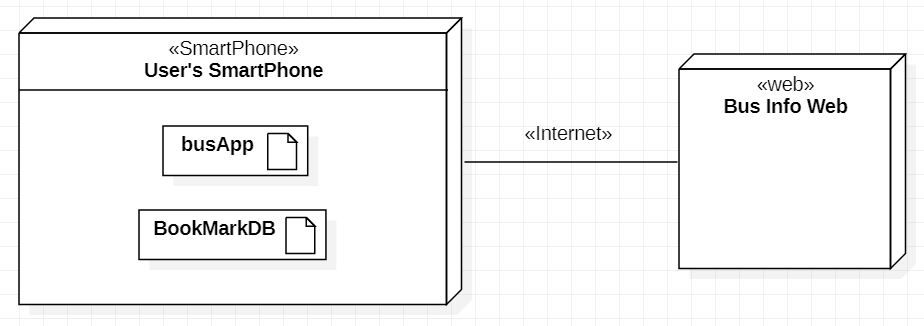 «SmartPhone»
User's SmartPhone
busApp
BookMarkDB
«Internet»
«web»
Bus Info Web